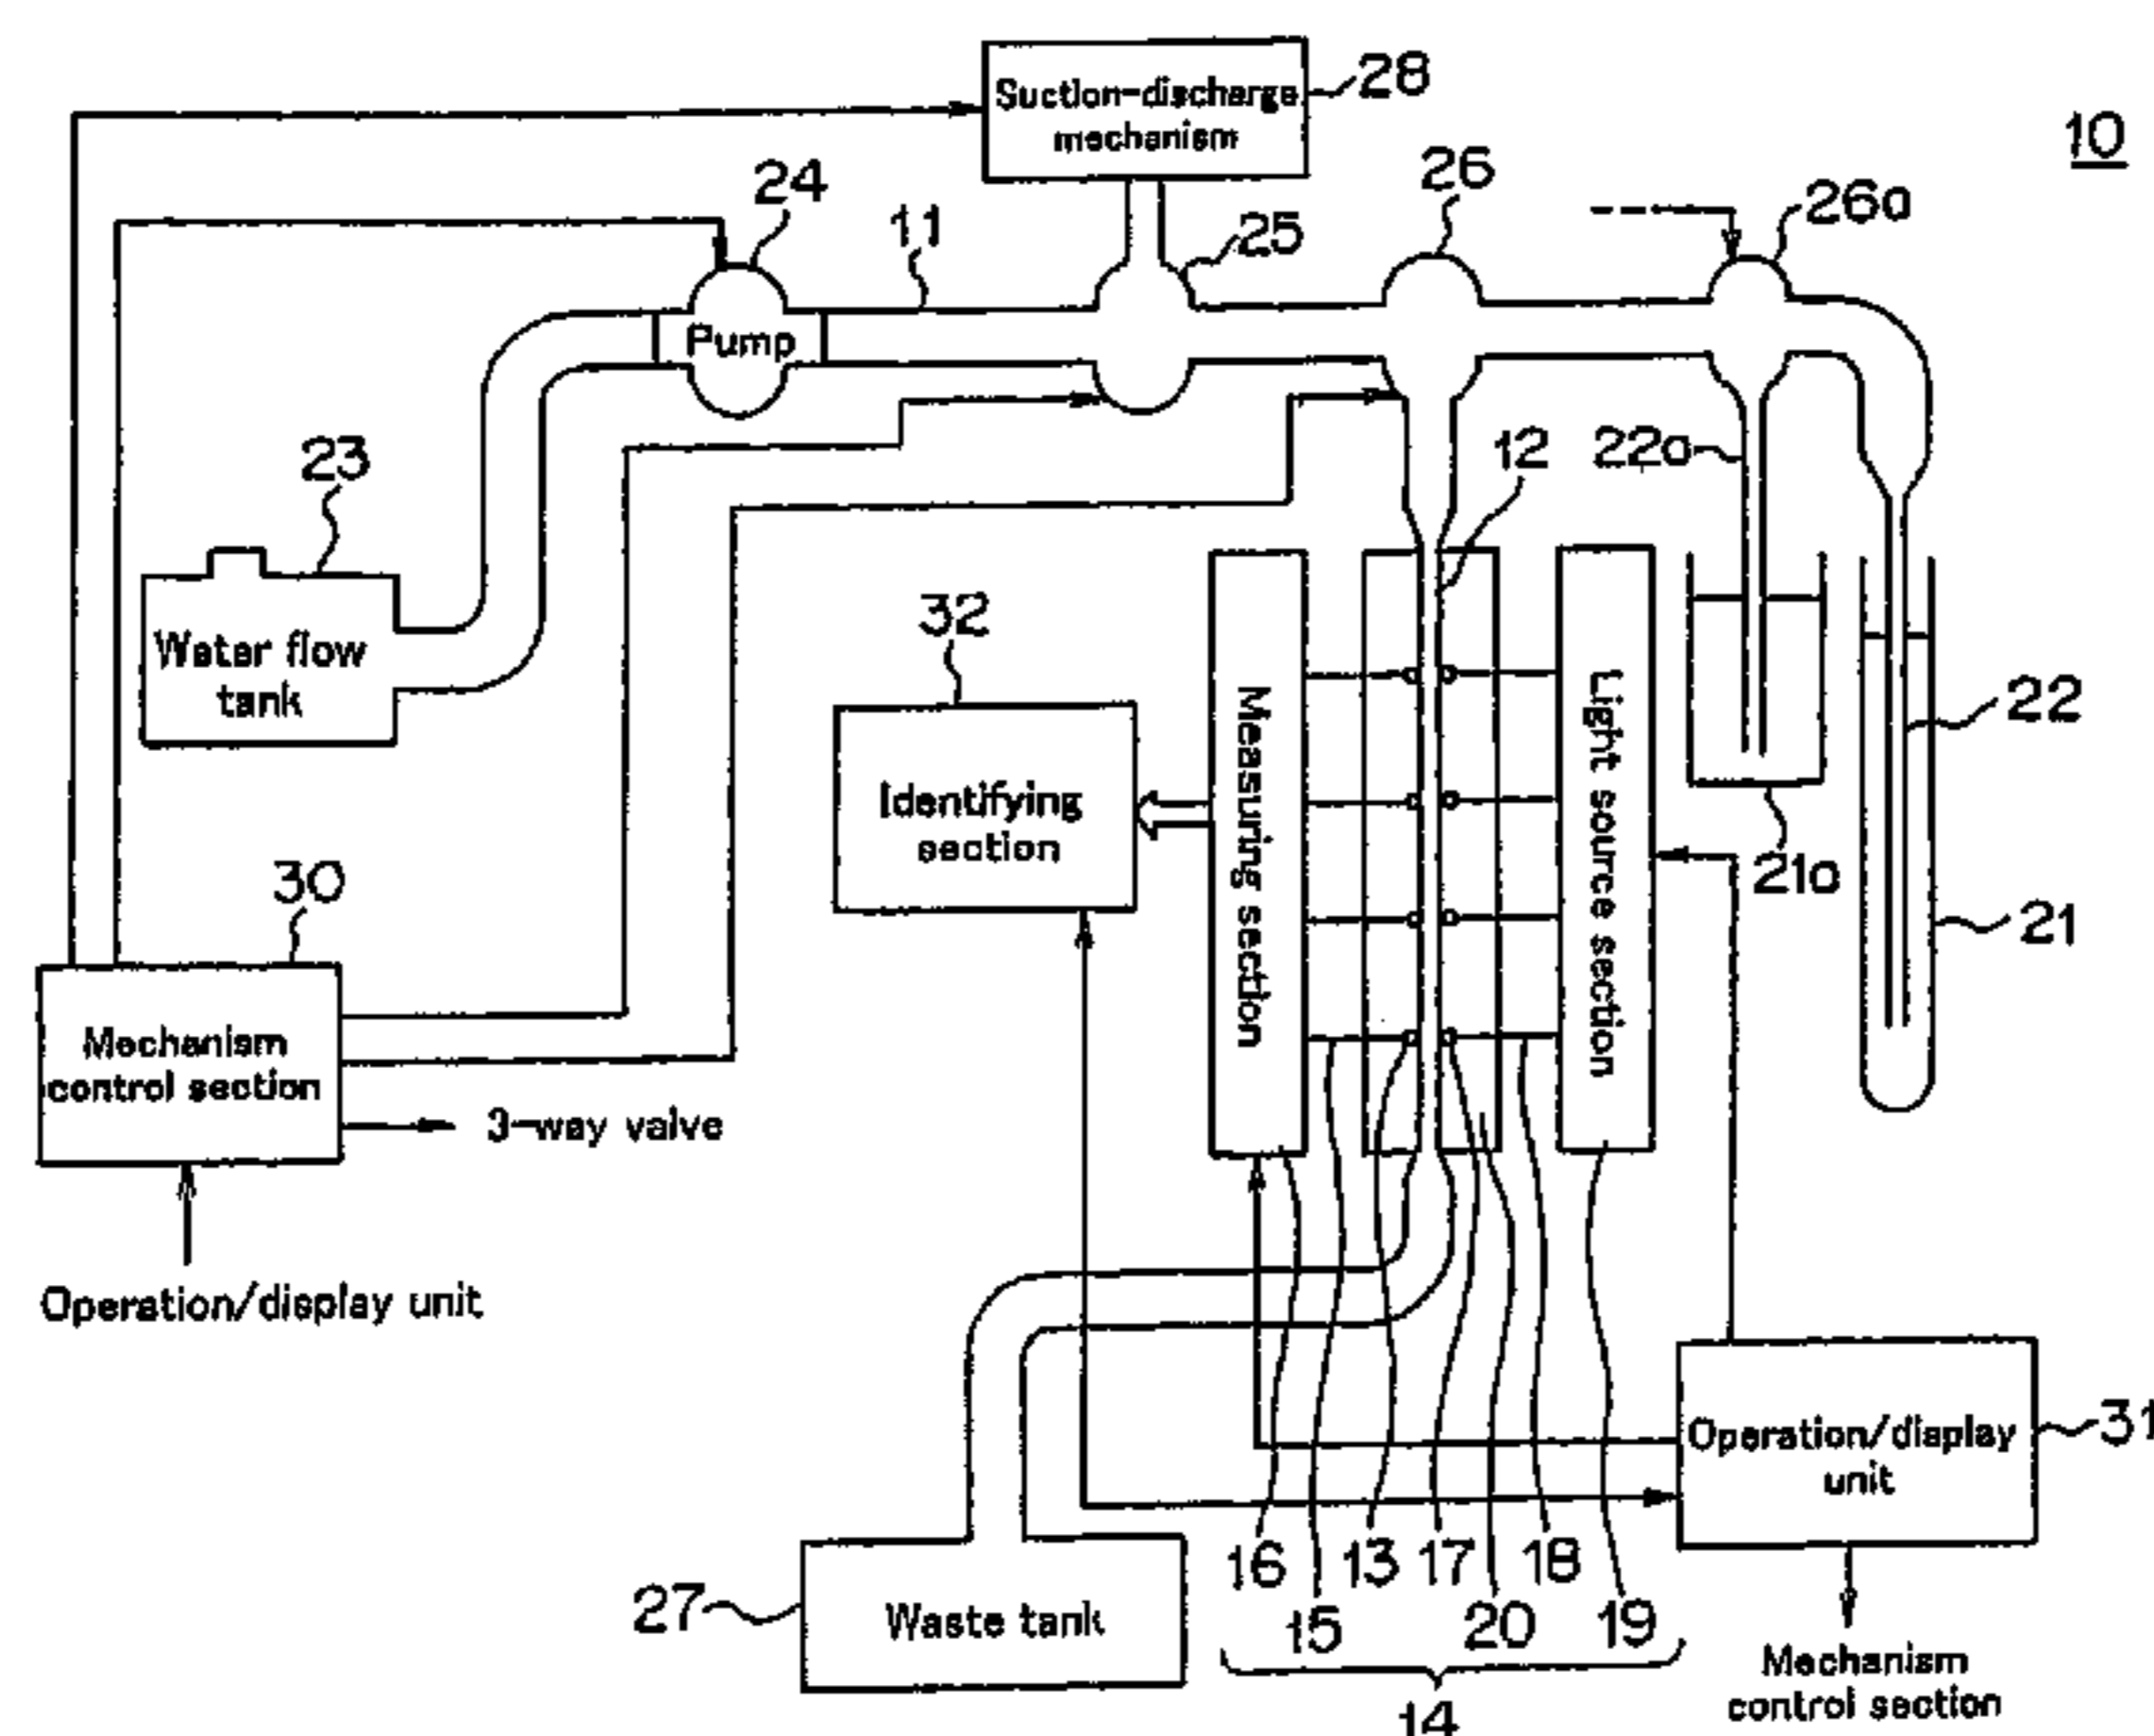 Suction-discharge
mechanism
28
10
24
11
25
26
26a
Pump
23
12
22a
Water flow
tank
32
Measuring section
Light source section
22
Identifying
section
21a
21
30
Mechanism
control section
3-way valve
Operation/display unit
Operation/display
unit
31
16
13
17
18
15
20
19
14
27
Waste tank
Mechanism
control section